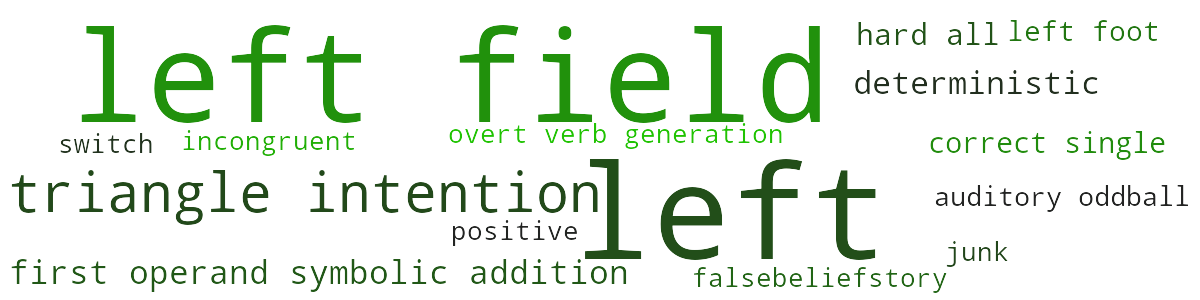 left field
hard all
left foot
deterministic
switch
incongruent
overt verb generation
correct single
triangle intention
left
auditory oddball
positive
junk
first operand symbolic addition
falsebeliefstory